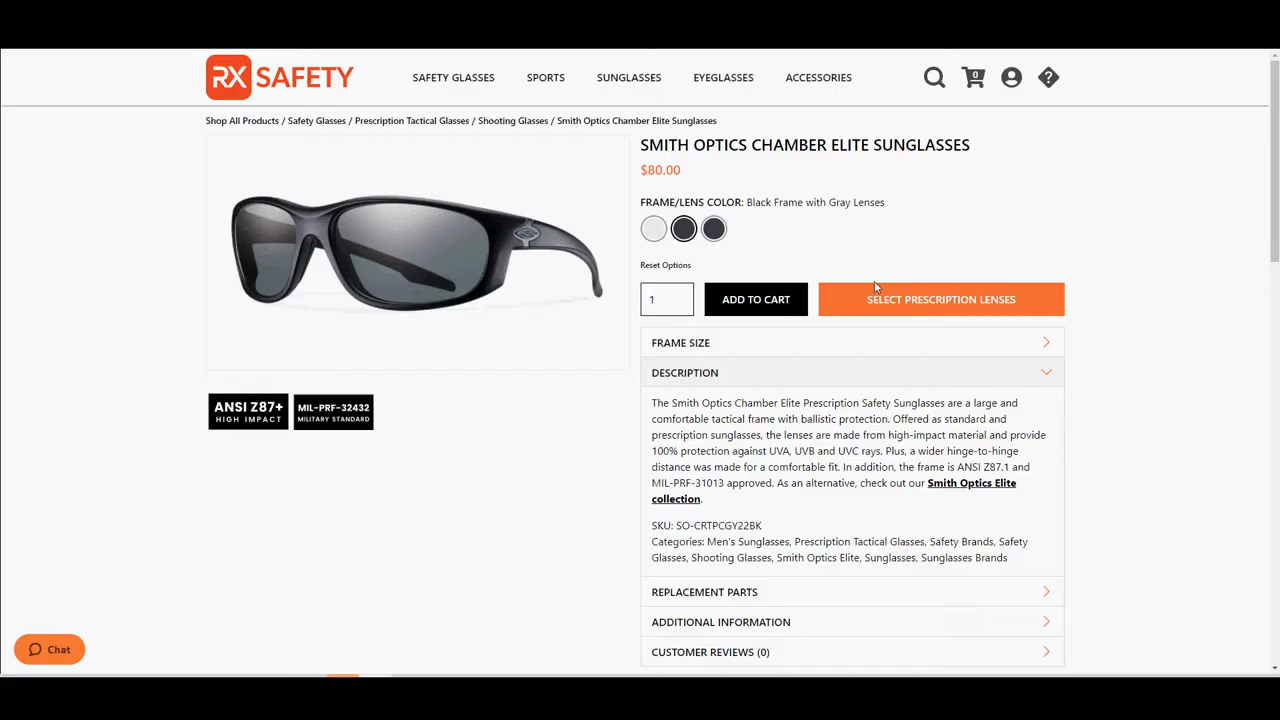 RX SAFETY
SAFETY GLASSES
SPORTS
SUNGLASSES
EYEGLASSES
ACCESSORIES
0
?
Shop All Products / Safety Glasses / Prescription Tactical Glasses / Shooting Glasses / Smith Optics Chamber Elite Sunglasses
SMITH OPTICS CHAMBER ELITE SUNGLASSES
$80.00
FRAME/LENS COLOR: Black Frame with Gray Lenses
Reset Options
1
ADD TO CART
SELECT PRESCRIPTION LENSES
FRAME SIZE
DESCRIPTION
The Smith Optics Chamber Elite Prescription Safety Sunglasses are a large and
comfortable tactical frame with ballistic protection. Offered as standard and
prescription sunglasses, the lenses are made from high-impact material and provide
100% protection against UVA, UVB and UVC rays. Plus, a wider hinge-to-hinge
distance was made for a comfortable fit. In addition, the frame is ANSI Z87.1 and
MIL-PRF-31013 approved. As an alternative, check out our Smith Optics Elite
collection.
SKU: SO-CRTPCGY22BK
Categories: Men's Sunglasses, Prescription Tactical Glasses, Safety Brands, Safety
Glasses, Shooting Glasses, Smith Optics Elite, Sunglasses, Sunglasses Brands
REPLACEMENT PARTS
ADDITIONAL INFORMATION
CUSTOMER REVIEWS (0)
ANSI Z87+
HIGH IMPACT
MIL-PRF-32432
MILITARY STANDARD
Chat